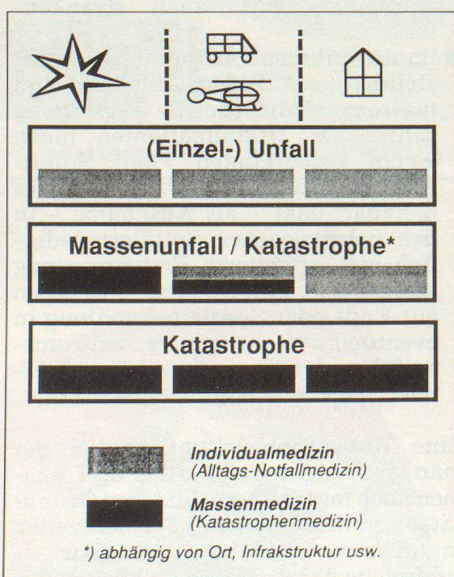 (Einzel-) Unfall
Massenunfall / Katastrophe*
Katastrophe
Individualmedizin
(Alltags-Notfallmedizin)
Massenmedizin
(Katastrophenmedizin)
*) abhängig von Ort, Infrakstruktur usw.